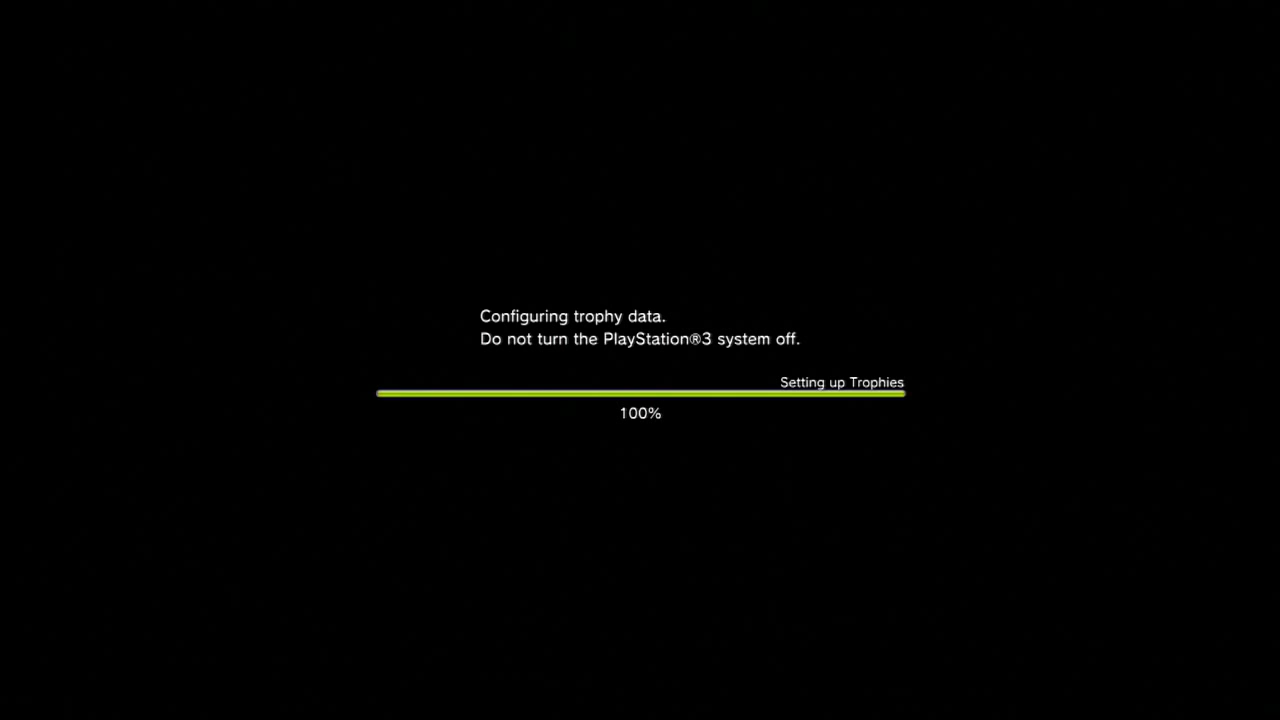 Configuring trophy data.
Do not turn the PlayStation®3 system off.
Setting up Trophies
100%